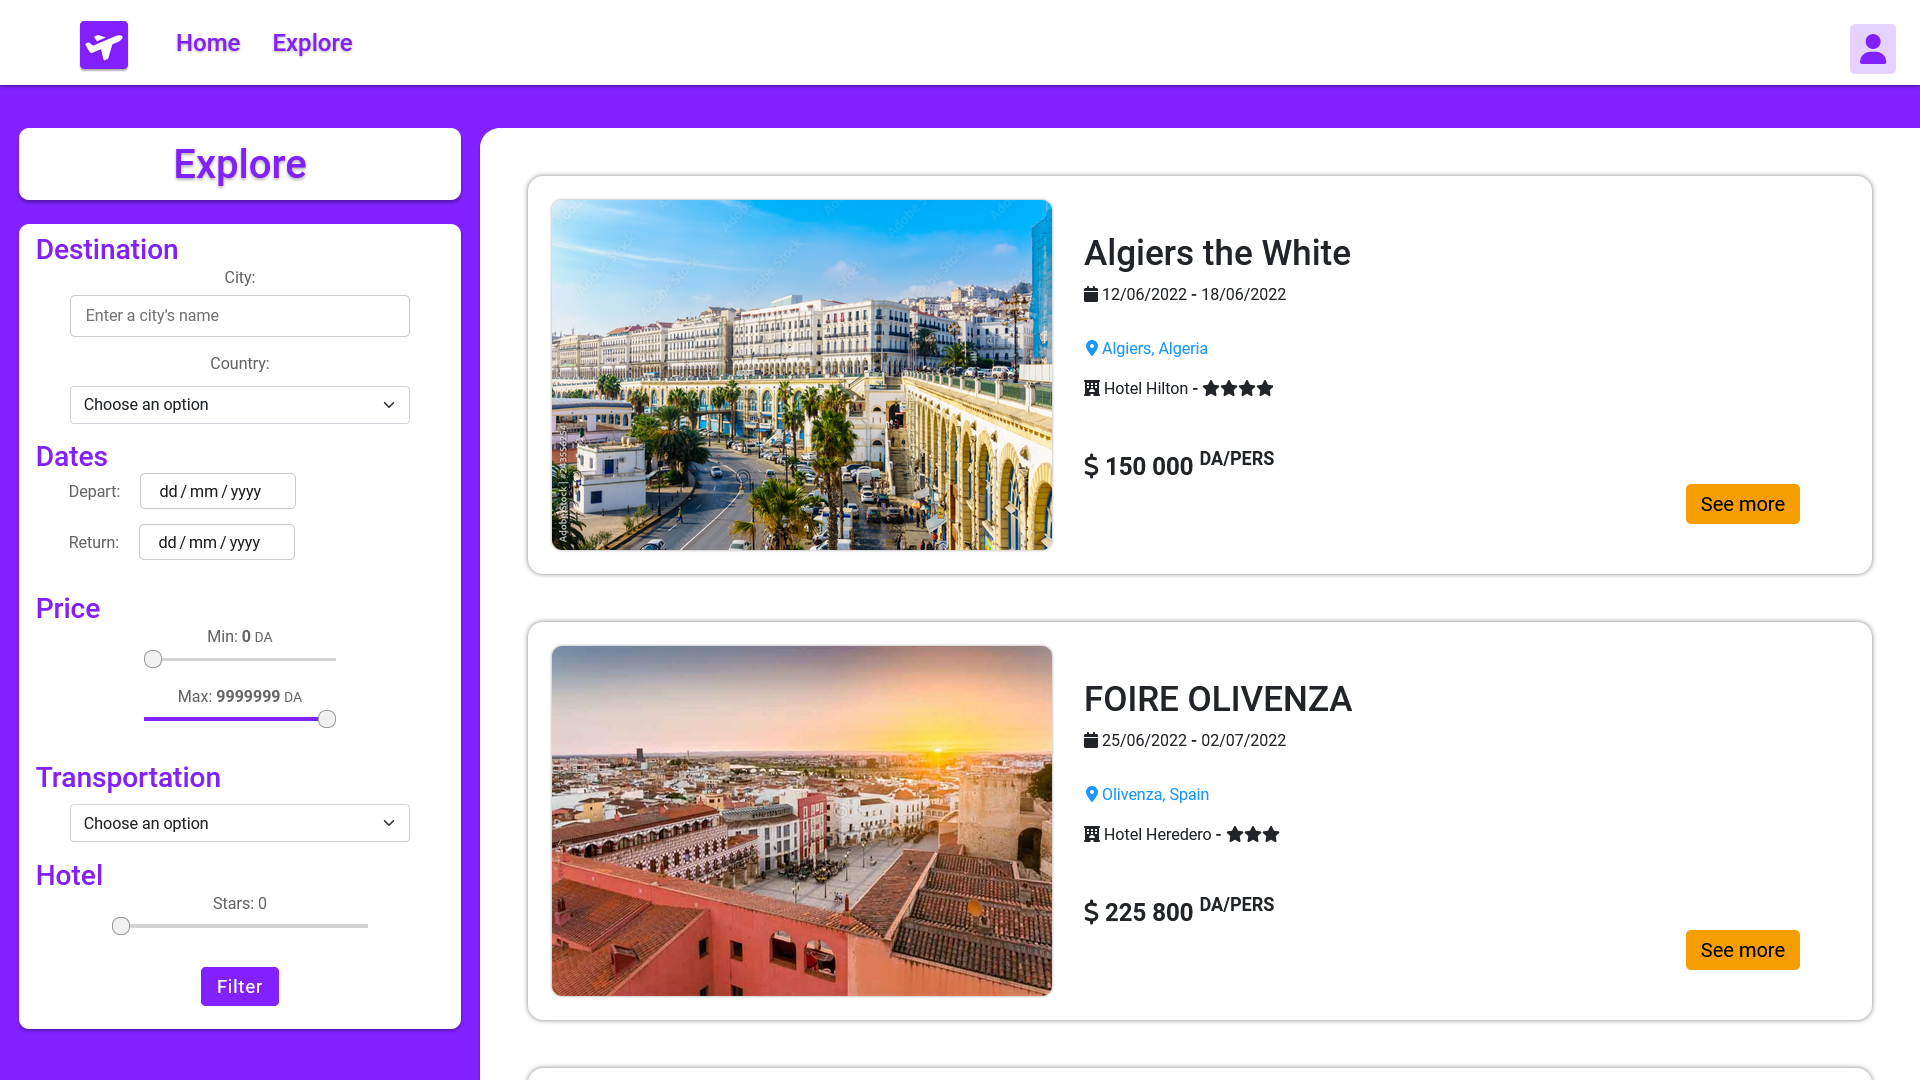 Home Explore
Explore
Destination
City:
Enter a city's name
Country:
Choose an option
Dates
Depart: dd / mm / yyyy
Return: dd / mm / yyyy
Price
Min: 0 DA
Max: 9999999 DA
Transportation
Choose an option
Hotel
Stars: 0
Filter
Algiers the White
12/06/2022 - 18/06/2022
Algiers, Algeria
Hotel Hilton -
$ 150 000 DA/PERS
See more
FOIRE OLIVENZA
25/06/2022 - 02/07/2022
Olivenza, Spain
Hotel Heredero -
$ 225 800 DA/PERS
See more